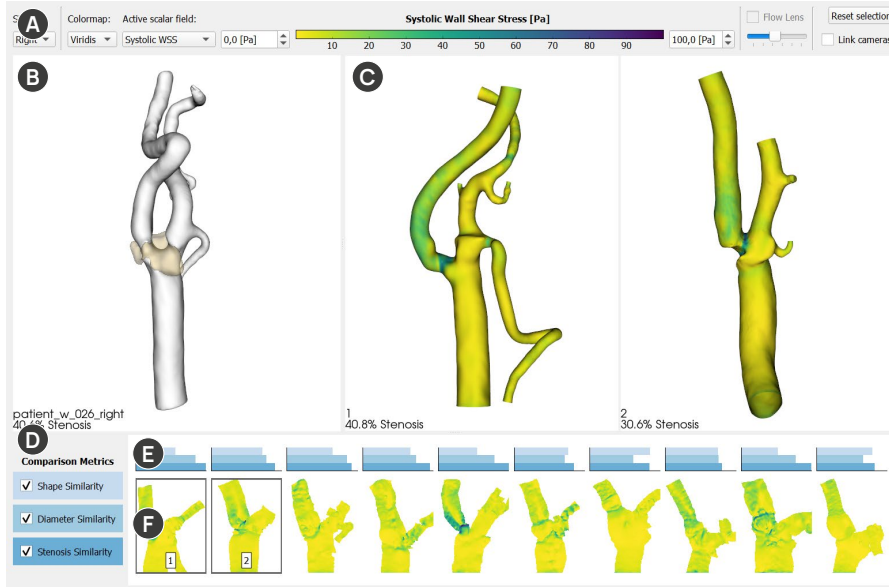 A
Colormap:
Active scalar field:
Systolic Wall Shear Stress [Pa]
Flow Lens
Reset selection
Right
Viridis
Systolic WSS
0,0 [Pa]
10 20 30 40 50 60 70 80 90
100,0 [Pa]
Link cameras
B
C
patient_w_026_right
Stenosis
1
40.8% Stenosis
2
30.6% Stenosis
D
Comparison Metrics
Shape Similarity
Diameter Similarity
Stenosis Similarity
E
F
1
2